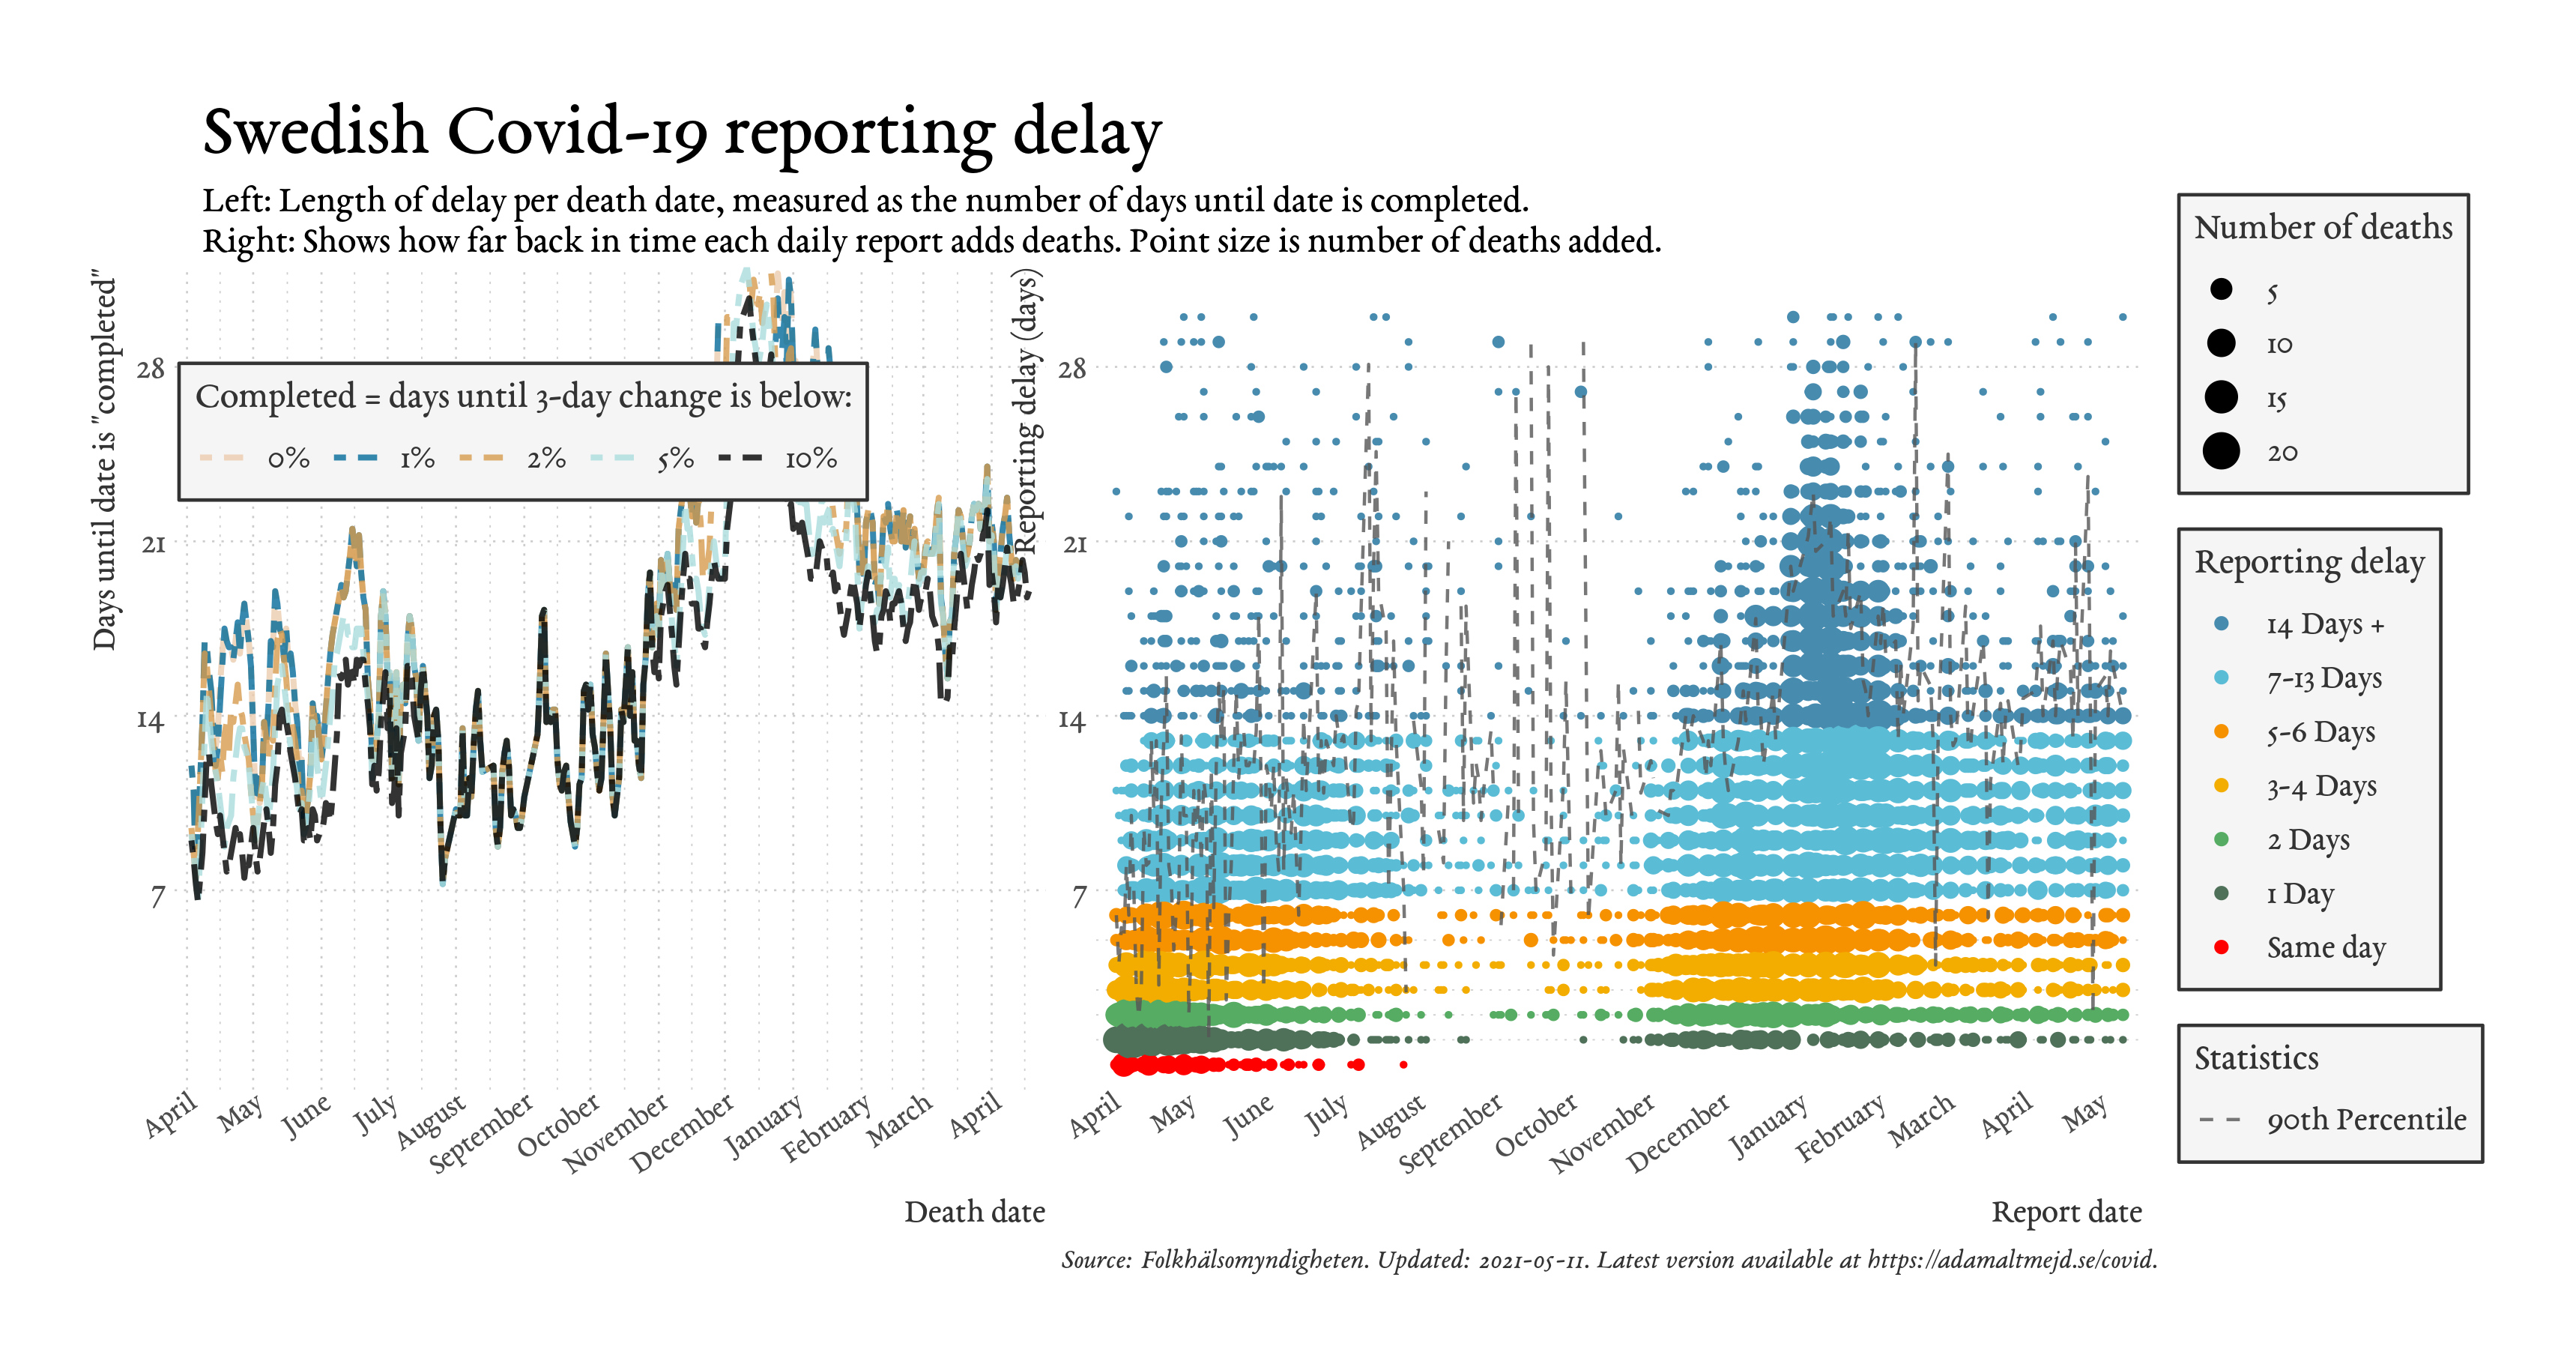 Swedish Covid-19 reporting delay
Left: Length of delay per death date, measured as the number of days until date is completed.
Right: Shows how far back in time each daily report adds deaths. Point size is number of deaths added.
Days until date is "completed"
28
21
14
7
Completed = days until 3-day change is below:
0% 1% 2% 5% 10%
April May June July August September October November December January February March April
Death date
Reporting delay (days)
28
21
14
7
April May June July August September October November December January February March April May
Report date
Number of deaths
5
10
15
20
Reporting delay
14 Days +
7-13 Days
5-6 Days
3-4 Days
2 Days
1 Day
Same day
Statistics
90th Percentile
Source: Folkhälsomyndigheten. Updated: 2021-05-11. Latest version available at https://adamaltmejd.se/covid.